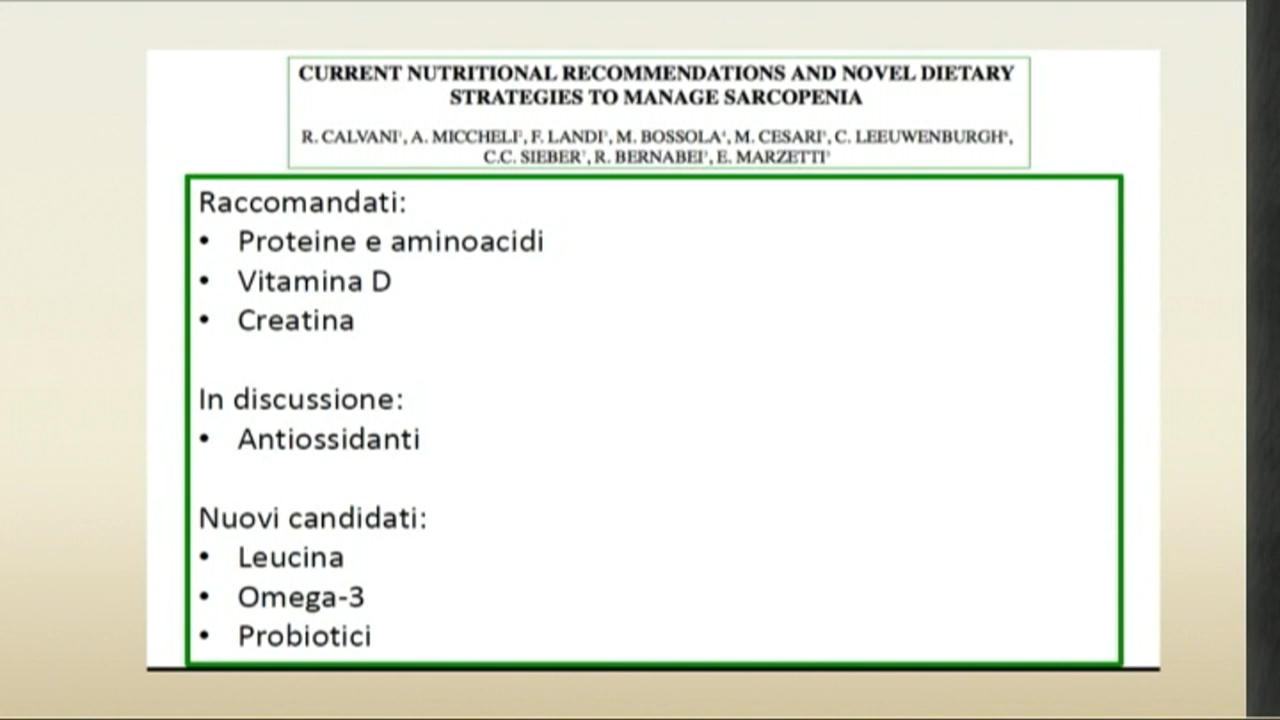 CURRENT NUTRITIONAL RECOMMENDATIONS AND NOVEL DIETARY
STRATEGIES TO MANAGE SARCOPENIA
R. CALVANI, A. MICCHELI, F. LANDI, M. BOSSOLA, M. CESARI, C. LEEUWENBURGH,
C.C. SIEBER, R. BERNABEI, E. MARZETTI
Raccomandati:
• Proteine e aminoacidi
• Vitamina D
• Creatina
In discussione:
• Antiossidanti
Nuovi candidati:
• Leucina
• Omega-3
• Probiotici